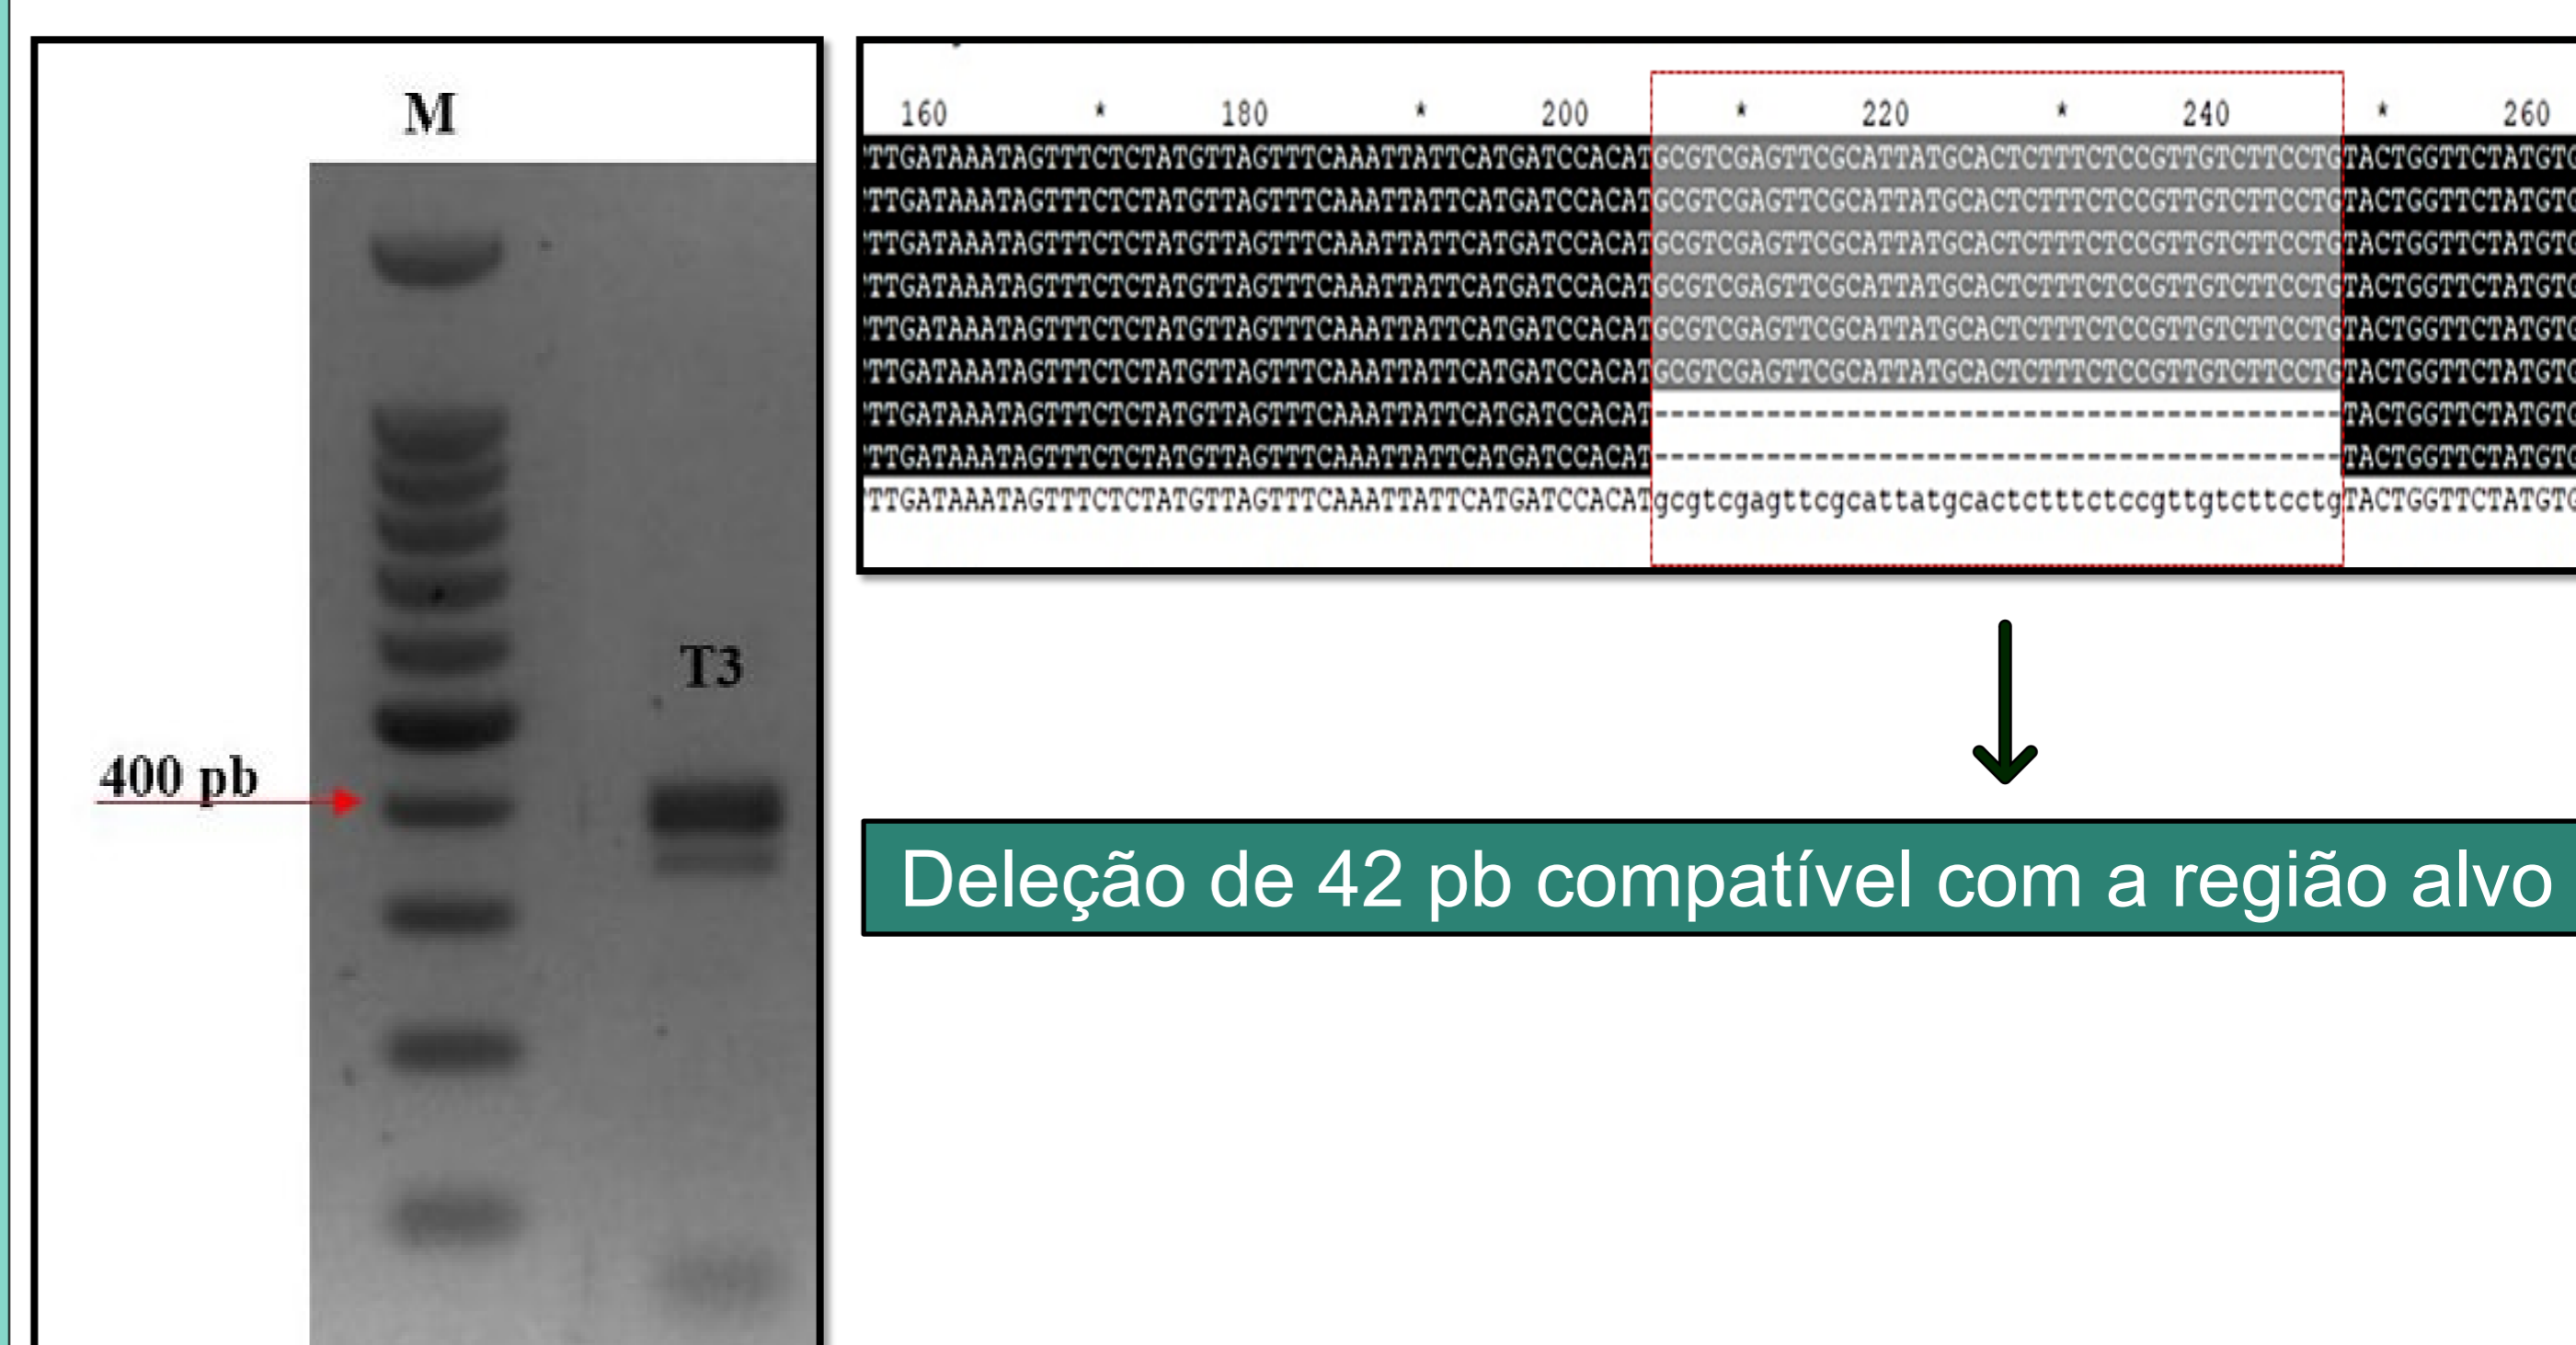 M
T3
400 pb
160 * 180 * 200 * 220 * 240 * 260
TTGATAAATAGTTTCTCTATGTTAGTTTCAAATTATTCATGATCCACATGCGTCGAGTTCGCATTATGCACTCTTTCTCCGTTGTCTTCCTGTACTGGTTCTATGTG
TTGATAAATAGTTTCTCTATGTTAGTTTCAAATTATTCATGATCCACATGCGTCGAGTTCGCATTATGCACTCTTTCTCCGTTGTCTTCCTGTACTGGTTCTATGTG
TTGATAAATAGTTTCTCTATGTTAGTTTCAAATTATTCATGATCCACATGCGTCGAGTTCGCATTATGCACTCTTTCTCCGTTGTCTTCCTGTACTGGTTCTATGTG
TTGATAAATAGTTTCTCTATGTTAGTTTCAAATTATTCATGATCCACATGCGTCGAGTTCGCATTATGCACTCTTTCTCCGTTGTCTTCCTGTACTGGTTCTATGTG
TTGATAAATAGTTTCTCTATGTTAGTTTCAAATTATTCATGATCCACATGCGTCGAGTTCGCATTATGCACTCTTTCTCCGTTGTCTTCCTGTACTGGTTCTATGTG
TTGATAAATAGTTTCTCTATGTTAGTTTCAAATTATTCATGATCCACATGCGTCGAGTTCGCATTATGCACTCTTTCTCCGTTGTCTTCCTGTACTGGTTCTATGTG
TTGATAAATAGTTTCTCTATGTTAGTTTCAAATTATTCATGATCCACAT-------------------------------------------TACTGGTTCTATGTG
TTGATAAATAGTTTCTCTATGTTAGTTTCAAATTATTCATGATCCACAT-------------------------------------------TACTGGTTCTATGTG
TTGATAAATAGTTTCTCTATGTTAGTTTCAAATTATTCATGATCCACATgcgtcgagttcgcattatgcactctttctccgttgtcttcctgTACTGGTTCTATGTG
Deleção de 42 pb compatível com a região alvo